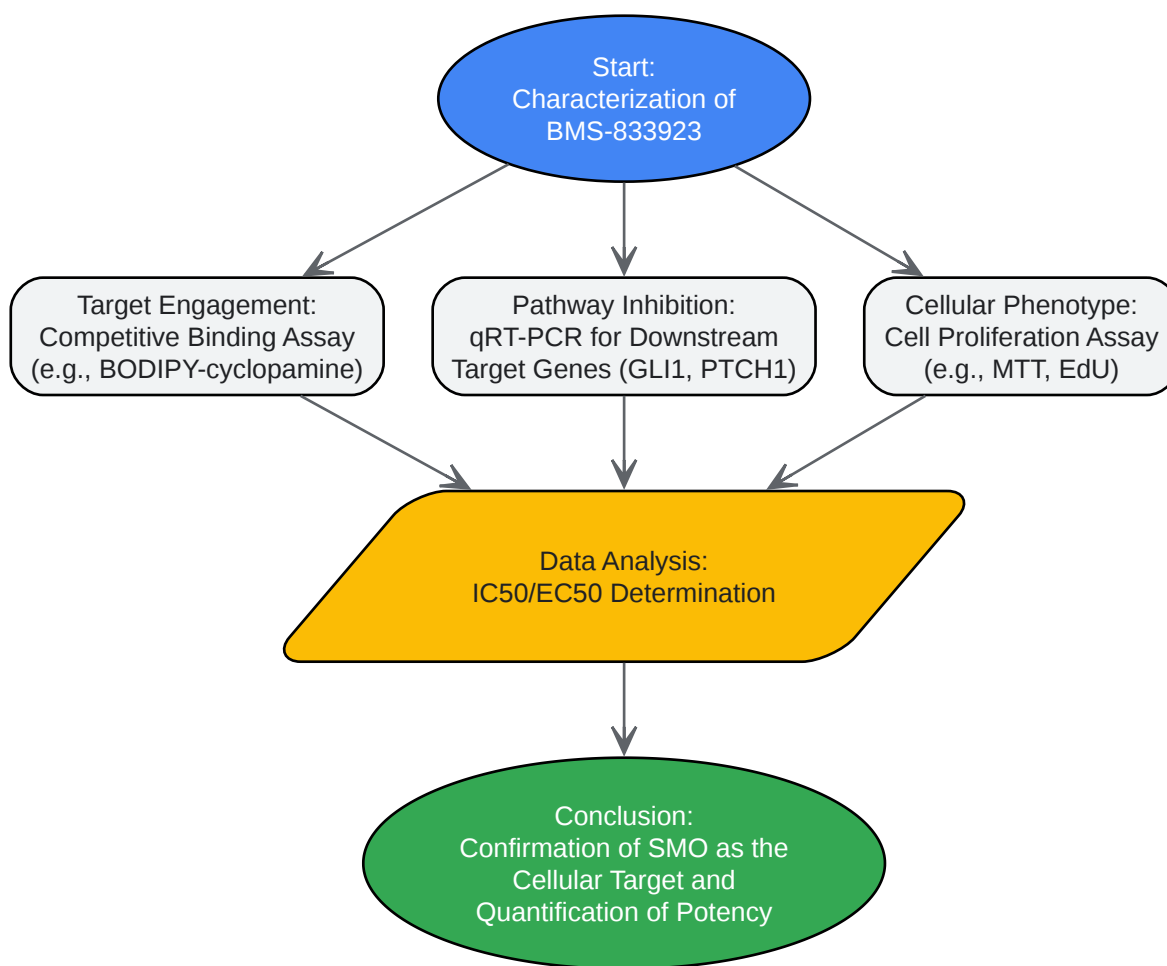 Start:
Characterization of
BMS-833923
Target Engagement:
Competitive Binding Assay
(e.g., BODIPY-cyclopamine)
Pathway Inhibition:
qRT-PCR for Downstream
Target Genes (GLI1, PTCH1)
Cellular Phenotype:
Cell Proliferation Assay
(e.g., MTT, EdU)
Data Analysis:
IC50/EC50 Determination
Conclusion:
Confirmation of SMO as the
Cellular Target and
Quantification of Potency